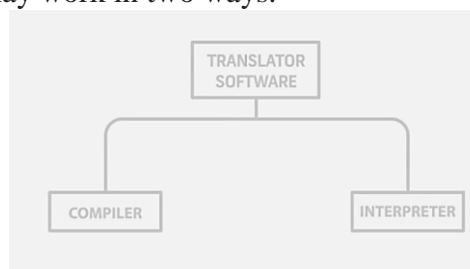 work in two ways.
TRANSLATOR
SOFTWARE
COMPILER
INTERPRETER